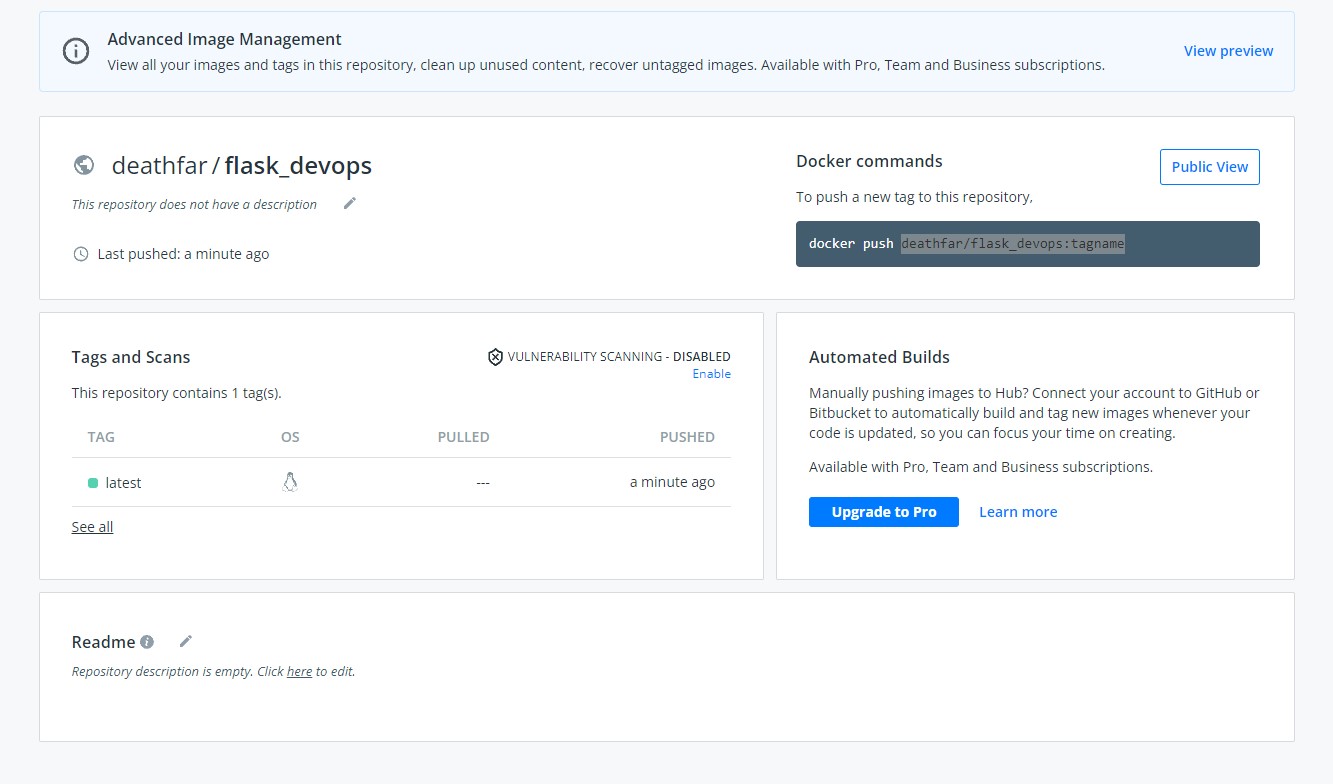 Advanced Image Management
View all your images and tags in this repository, clean up unused content, recover untagged images. Available with Pro, Team and Business subscriptions.
View preview
deathfar / flask_devops
This repository does not have a description
Last pushed: a minute ago
Docker commands
Public View
To push a new tag to this repository,
docker push deathfar/flask_devops:tagname
Tags and Scans
VULNERABILITY SCANNING - DISABLED
Enable
This repository contains 1 tag(s).
TAG OS PULLED PUSHED
latest --- a minute ago
See all
Automated Builds
Manually pushing images to Hub? Connect your account to GitHub or
Bitbucket to automatically build and tag new images whenever your
code is updated, so you can focus your time on creating.
Available with Pro, Team and Business subscriptions.
Upgrade to Pro Learn more
Readme
Repository description is empty. Click here to edit.